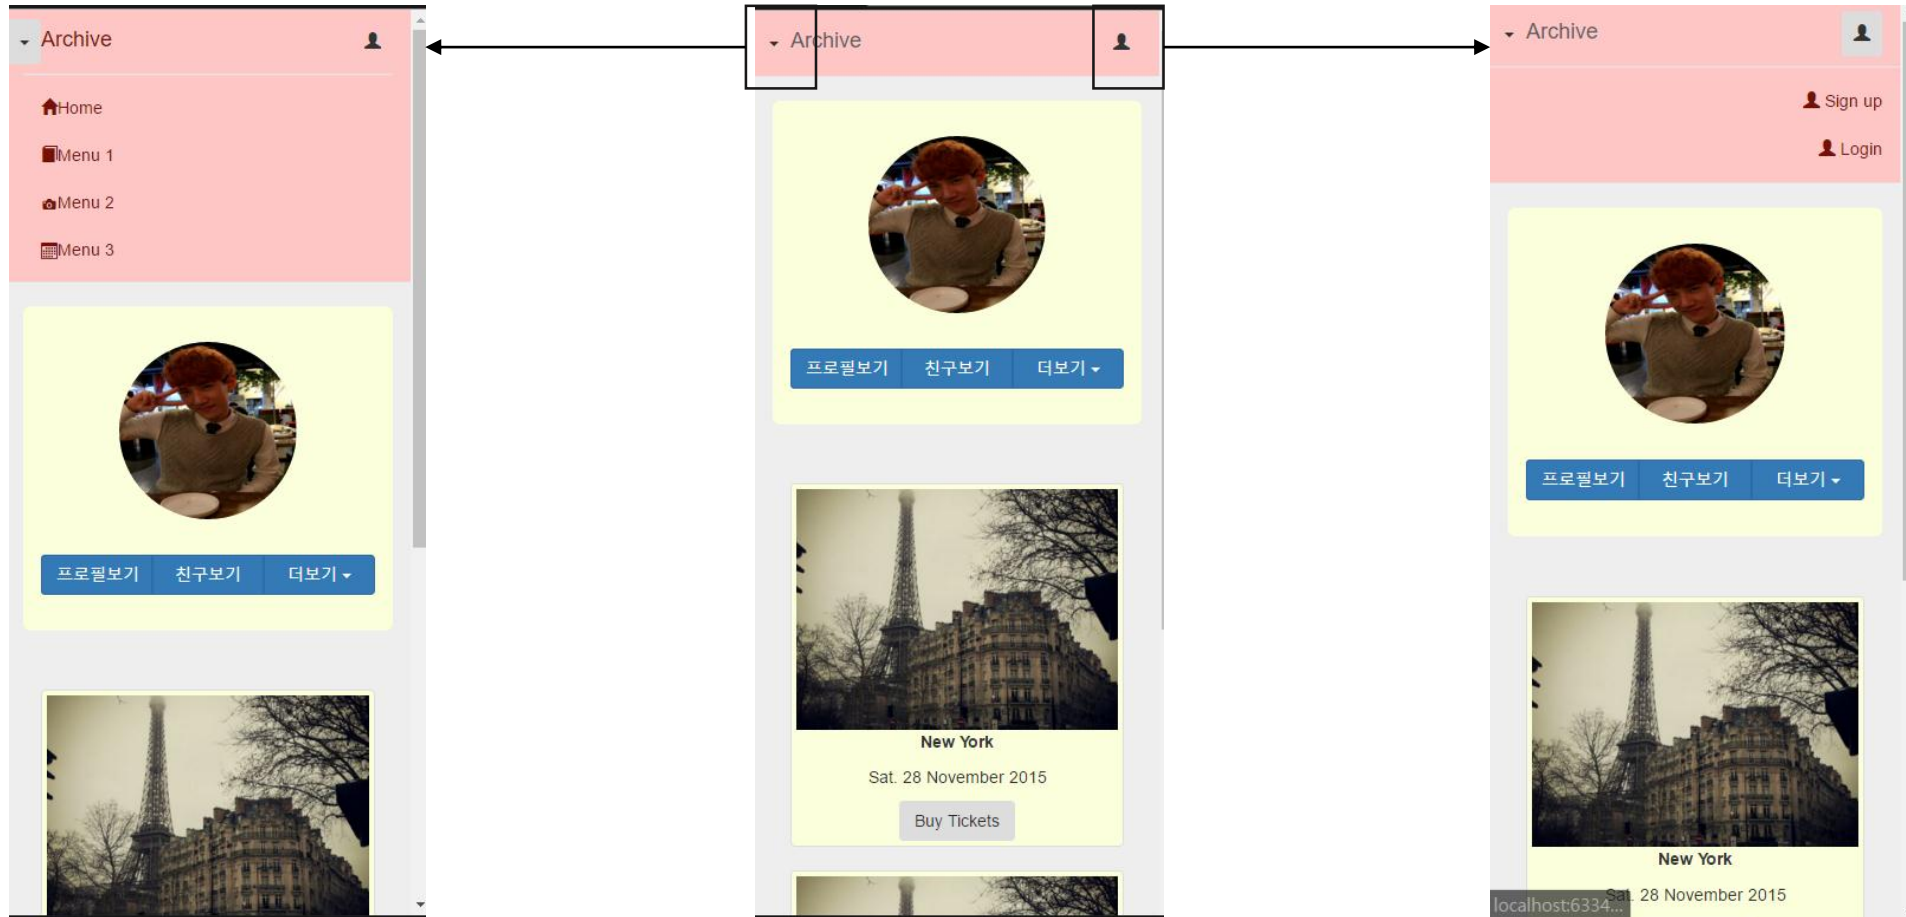 Archive
Home
Menu 1
Menu 2
Menu 3
프로필보기 친구보기 더보기
Archive
프로필보기 친구보기 더보기
New York
Sat. 28 November 2015
Buy Tickets
Archive
Sign up
Login
프로필보기 친구보기 더보기
New York
Sat. 28 November 2015
localhost:6334...